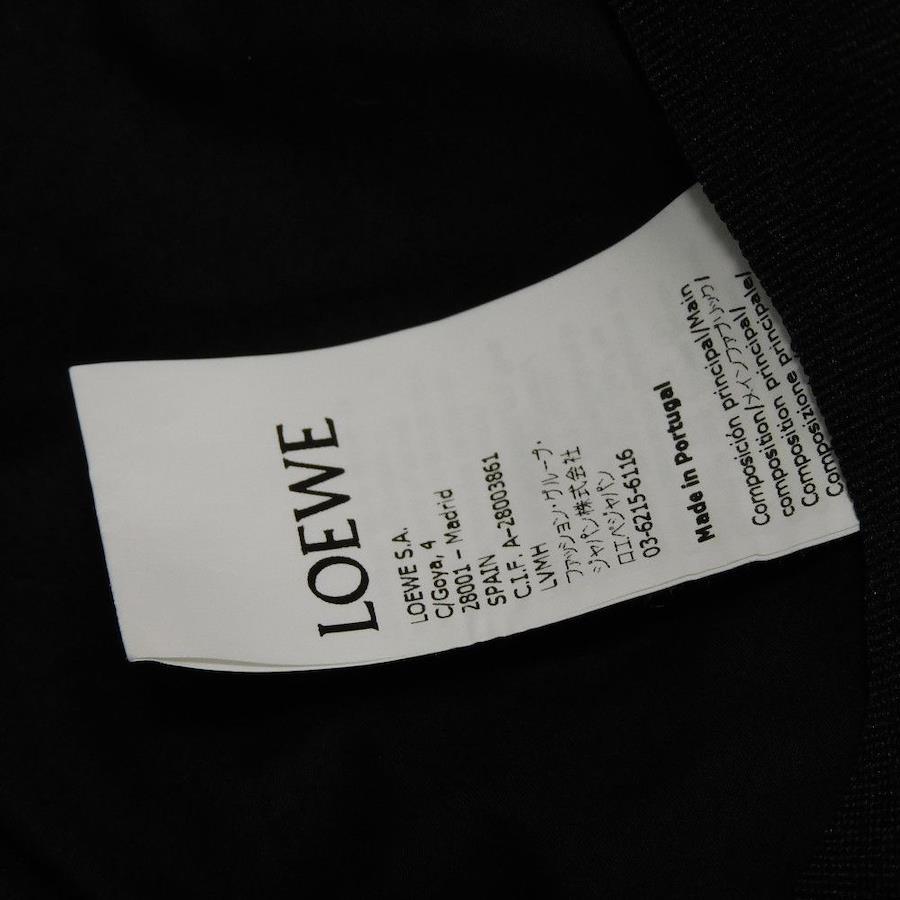 LOEWE
LOEWE S.A.
C/Goya, 4
28001 – Madrid
SPAIN
C.I.F. A-28003861
LVMH
ファッション・グループ・
ジャパン株式会社
ロエベジャパン
03-6215-6116
Made in Portugal
Composición principal/Main
composition/メインファブリック/
Composition principal/
Composizione principale/